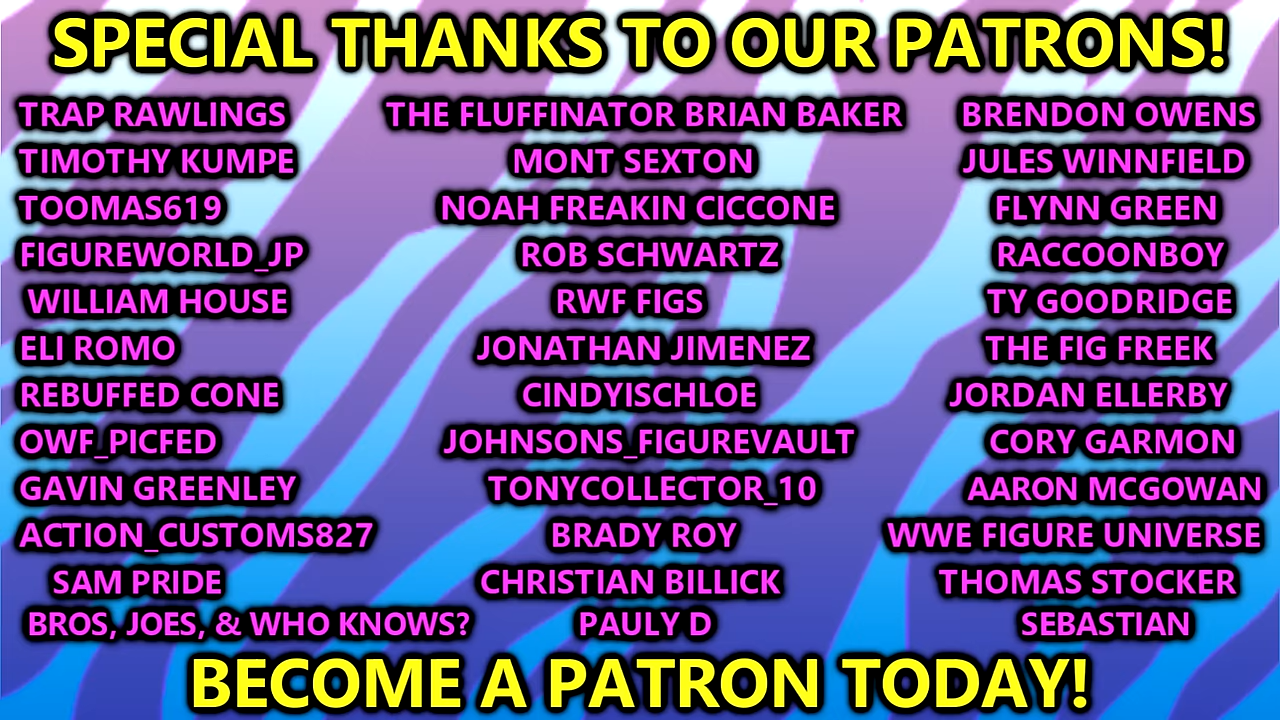 SPECIAL THANKS TO OUR PATRONS!
TRAP RAWLINGS THE FLUFFINATOR BRIAN BAKER BRENDON OWENS
TIMOTHY KUMPE MONT SEXTON JULES WINNFIELD
TOOMAS619 NOAH FREAKIN CICCONE FLYNN GREEN
FIGUREWORLD_JP ROB SCHWARTZ RACCOONBOY
WILLIAM HOUSE RWF FIGS TY GOODRIDGE
ELI ROMO JONATHAN JIMENEZ THE FIG FREEK
REBUFFED CONE CINDYISCHLOE JORDAN ELLERBY
OWF_PICFED JOHNSONS_FIGUREVAULT CORY GARMON
GAVIN GREENLEY TONYCOLLECTOR_10 AARON MCGOWAN
ACTION_CUSTOMS827 BRADY ROY WWE FIGURE UNIVERSE
SAM PRIDE CHRISTIAN BILLICK THOMAS STOCKER
BROS, JOES, & WHO KNOWS? PAULY D SEBASTIAN
BECOME A PATRON TODAY!